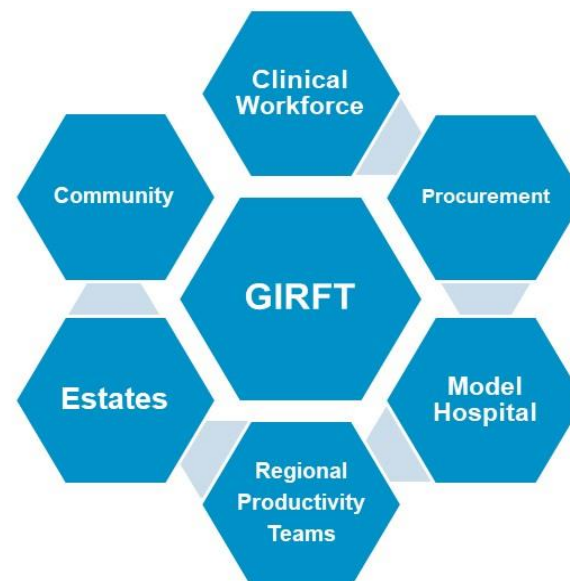 Clinical
Workforce
Community
Procurement
GIRFT
Estates
Model
Hospital
Regional
Productivity
Teams